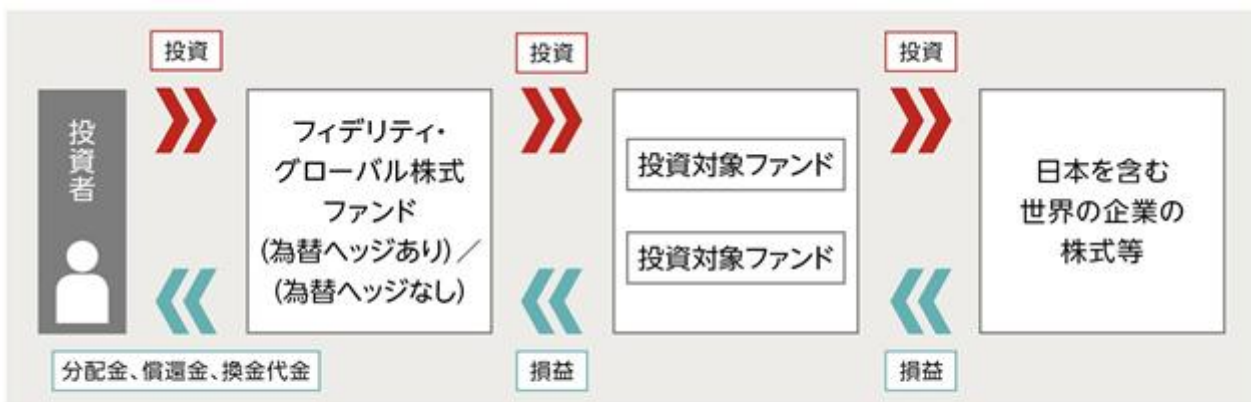 投資
投資
投資
投資者
フィデリティ・
グローバル株式
ファンド
(為替ヘッジあり)／
(為替ヘッジなし)
投資対象ファンド
投資対象ファンド
日本を含む
世界の企業の
株式等
分配金、償還金、換金代金
損益
損益